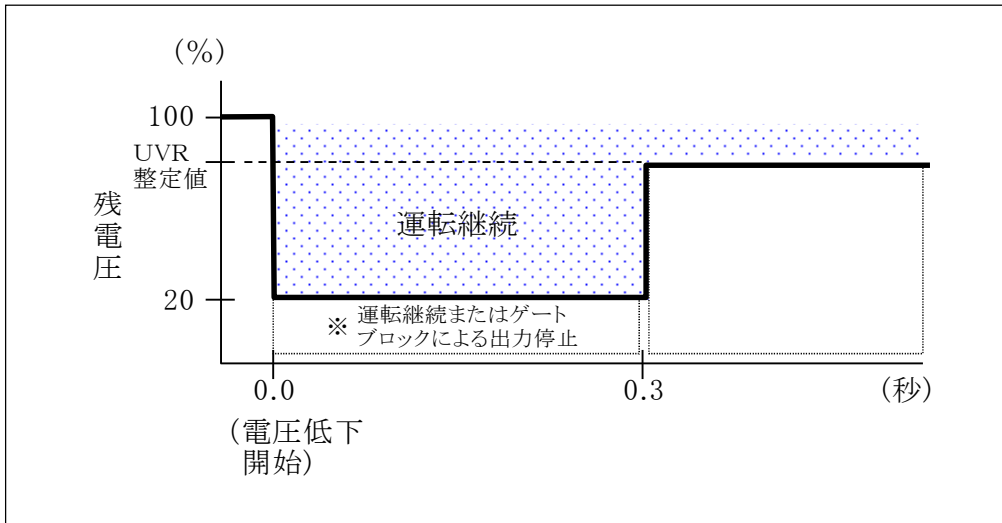 (%)
100
UVR
整定値
残電圧
運転継続
20
※ 運転継続またはゲート
ブロックによる出力停止
0.0
0.3
(秒)
(電圧低下
開始)